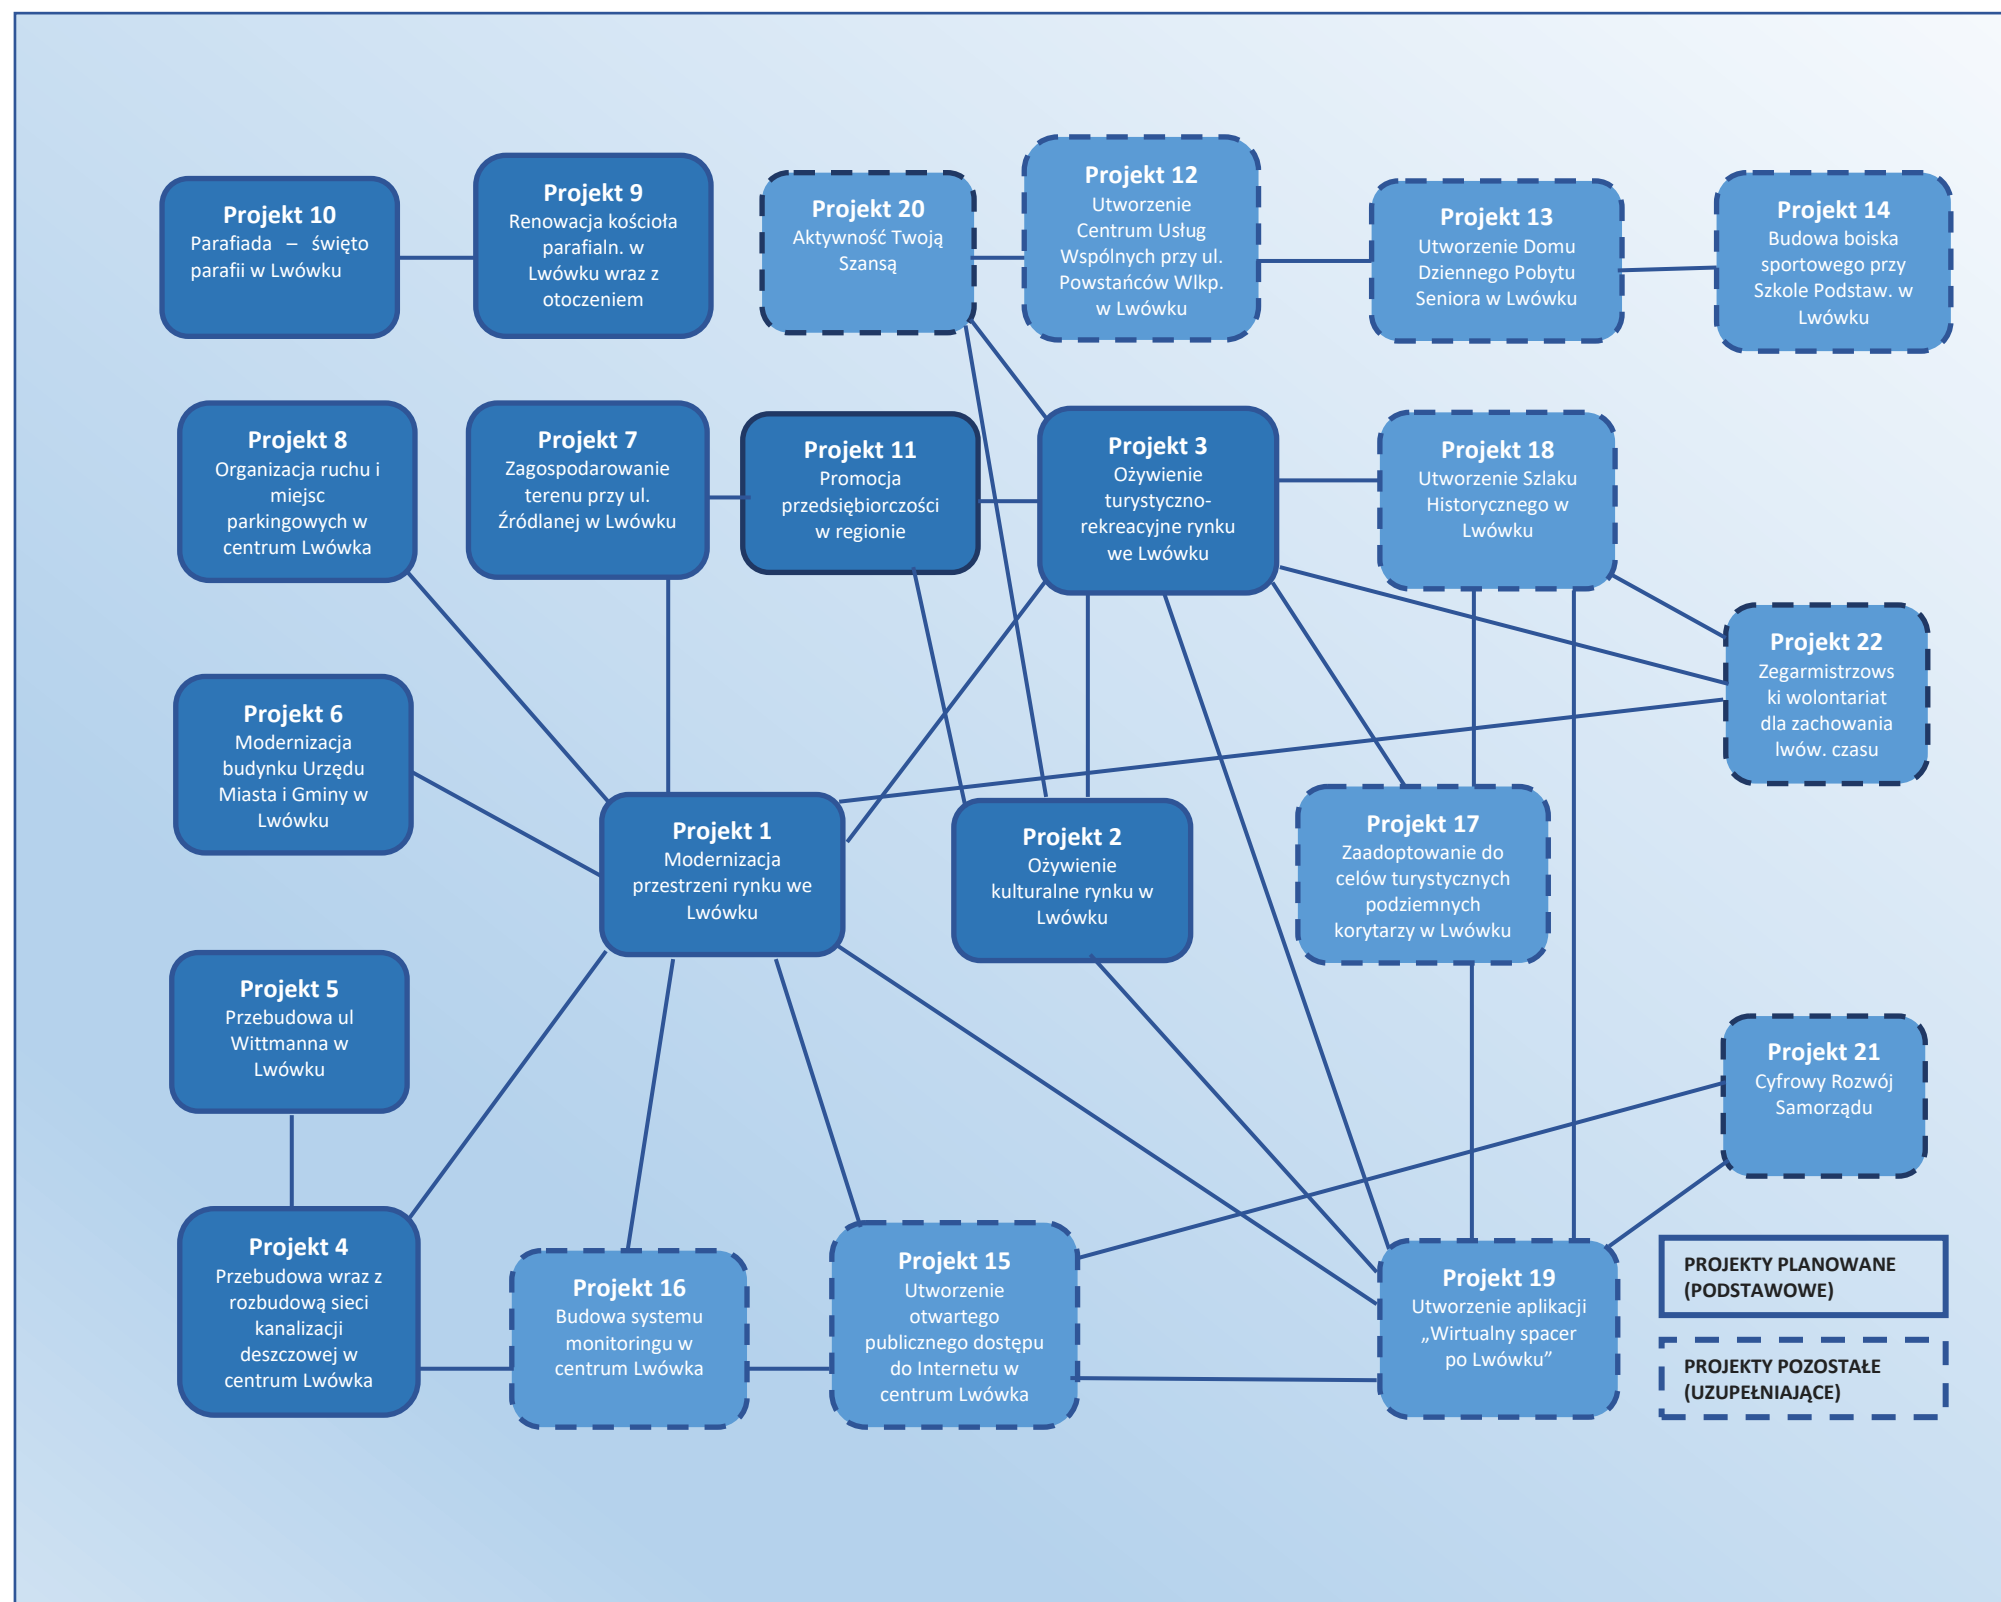 Projekt 10
Parafiada – święto
parafii w Lwówku
Projekt 9
Renowacja kościoła
parafialn. w
Lwówku wraz z
otoczeniem
Projekt 20
Aktywność Twoją
Szansą
Projekt 12
Utworzenie
Centrum Usług
Wspólnych przy ul.
Powstańców Wlkp.
w Lwówku
Projekt 13
Utworzenie Domu
Dziennego Pobytu
Seniora w Lwówku
Projekt 14
Budowa boiska
sportowego przy
Szkole Podstaw. w
Lwówku
Projekt 8
Organizacja ruchu i
miejsc
parkingowych w
centrum Lwówka
Projekt 7
Zagospodarowanie
terenu przy ul.
Źródlanej w Lwówku
Projekt 11
Promocja
przedsiębiorczości
w regionie
Projekt 3
Ożywienie
turystyczno-
rekreacyjne rynku
we Lwówku
Projekt 18
Utworzenie Szlaku
Historycznego w
Lwówku
Projekt 22
Zegarmistrzows
ki wolontariat
dla zachowania
lwów. czasu
Projekt 6
Modernizacja
budynku Urzędu
Miasta i Gminy w
Lwówku
Projekt 1
Modernizacja
przestrzeni rynku we
Lwówku
Projekt 2
Ożywienie
kulturalne rynku w
Lwówku
Projekt 17
Zaadoptowanie do
celów turystycznych
podziemnych
korytarzy w Lwówku
Projekt 5
Przebudowa ul
Wittmanna w
Lwówku
Projekt 21
Cyfrowy Rozwój
Samorządu
Projekt 4
Przebudowa wraz z
rozbudową sieci
kanalizacji
deszczowej w
centrum Lwówka
Projekt 16
Budowa systemu
monitoringu w
centrum Lwówka
Projekt 15
Utworzenie
otwartego
publicznego dostępu
do Internetu w
centrum Lwówka
Projekt 19
Utworzenie aplikacji
„Wirtualny spacer
po Lwówku”
PROJEKTY PLANOWANE
(PODSTAWOWE)
PROJEKTY POZOSTAŁE
(UZUPEŁNIAJĄCE)